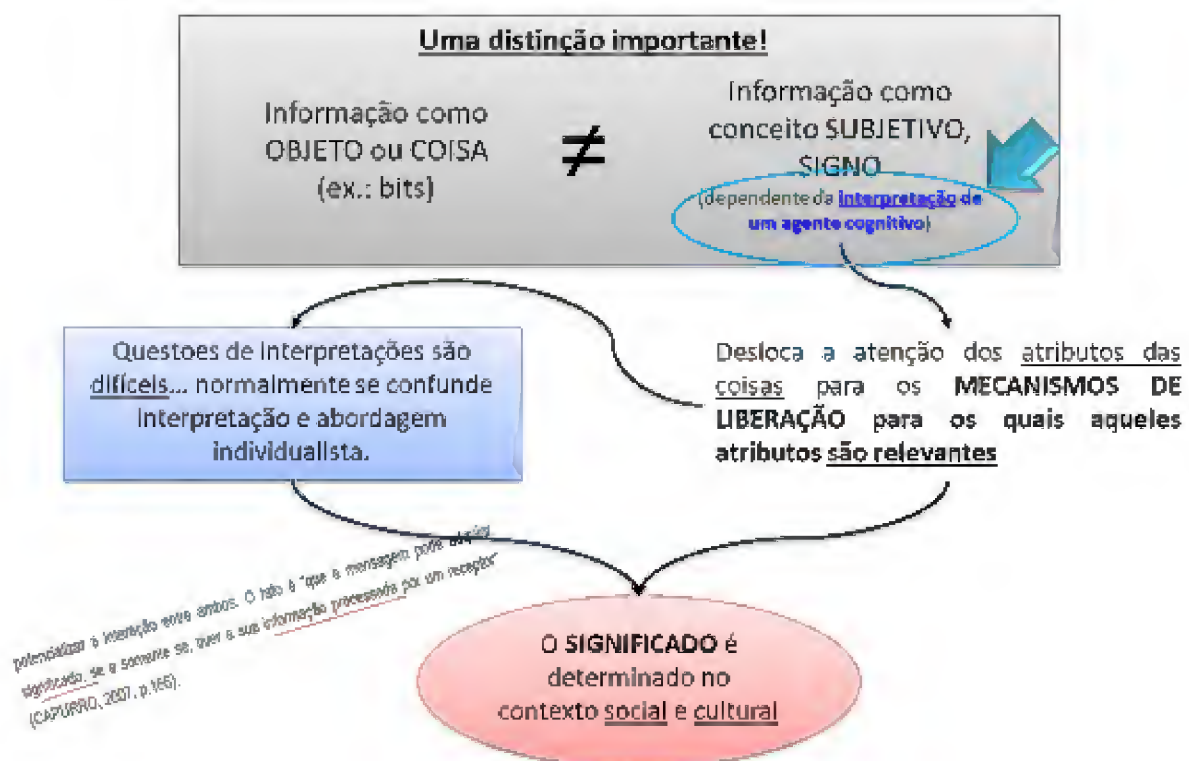 Uma distinção importante!
Informação como
OBJETO ou COISA
(ex.: bits)
≠
Informação como
conceito SUBJETIVO,
SIGNO
(dependente da interpretação de
um agente cognitivo)
Questoes de interpretações são
difíceis... normalmente se confunde
interpretação e abordagem
individualista.
Desloca a atenção dos atributos das
coisas para os MECANISMOS DE
LIBERAÇÃO para os quais aqueles
atributos são relevantes
potencializar a interação entre ambos. O fato é "que a mensagem pode adquirir
significado, se e somente se, tiver a sua informação processada por um receptor"
(CAPURRO, 2007, p.166).
O SIGNIFICADO é
determinado no
contexto social e cultural